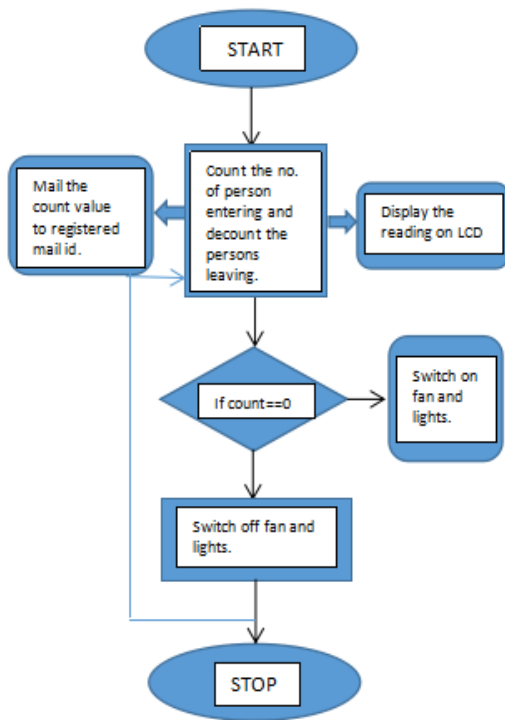 START
Count the no.
of person
entering and
decount the
persons
leaving.
Mail the
count value
to registered
mail id.
Display the
reading on LCD
If count==0
Switch on
fan and
lights.
Switch off fan and
lights.
STOP